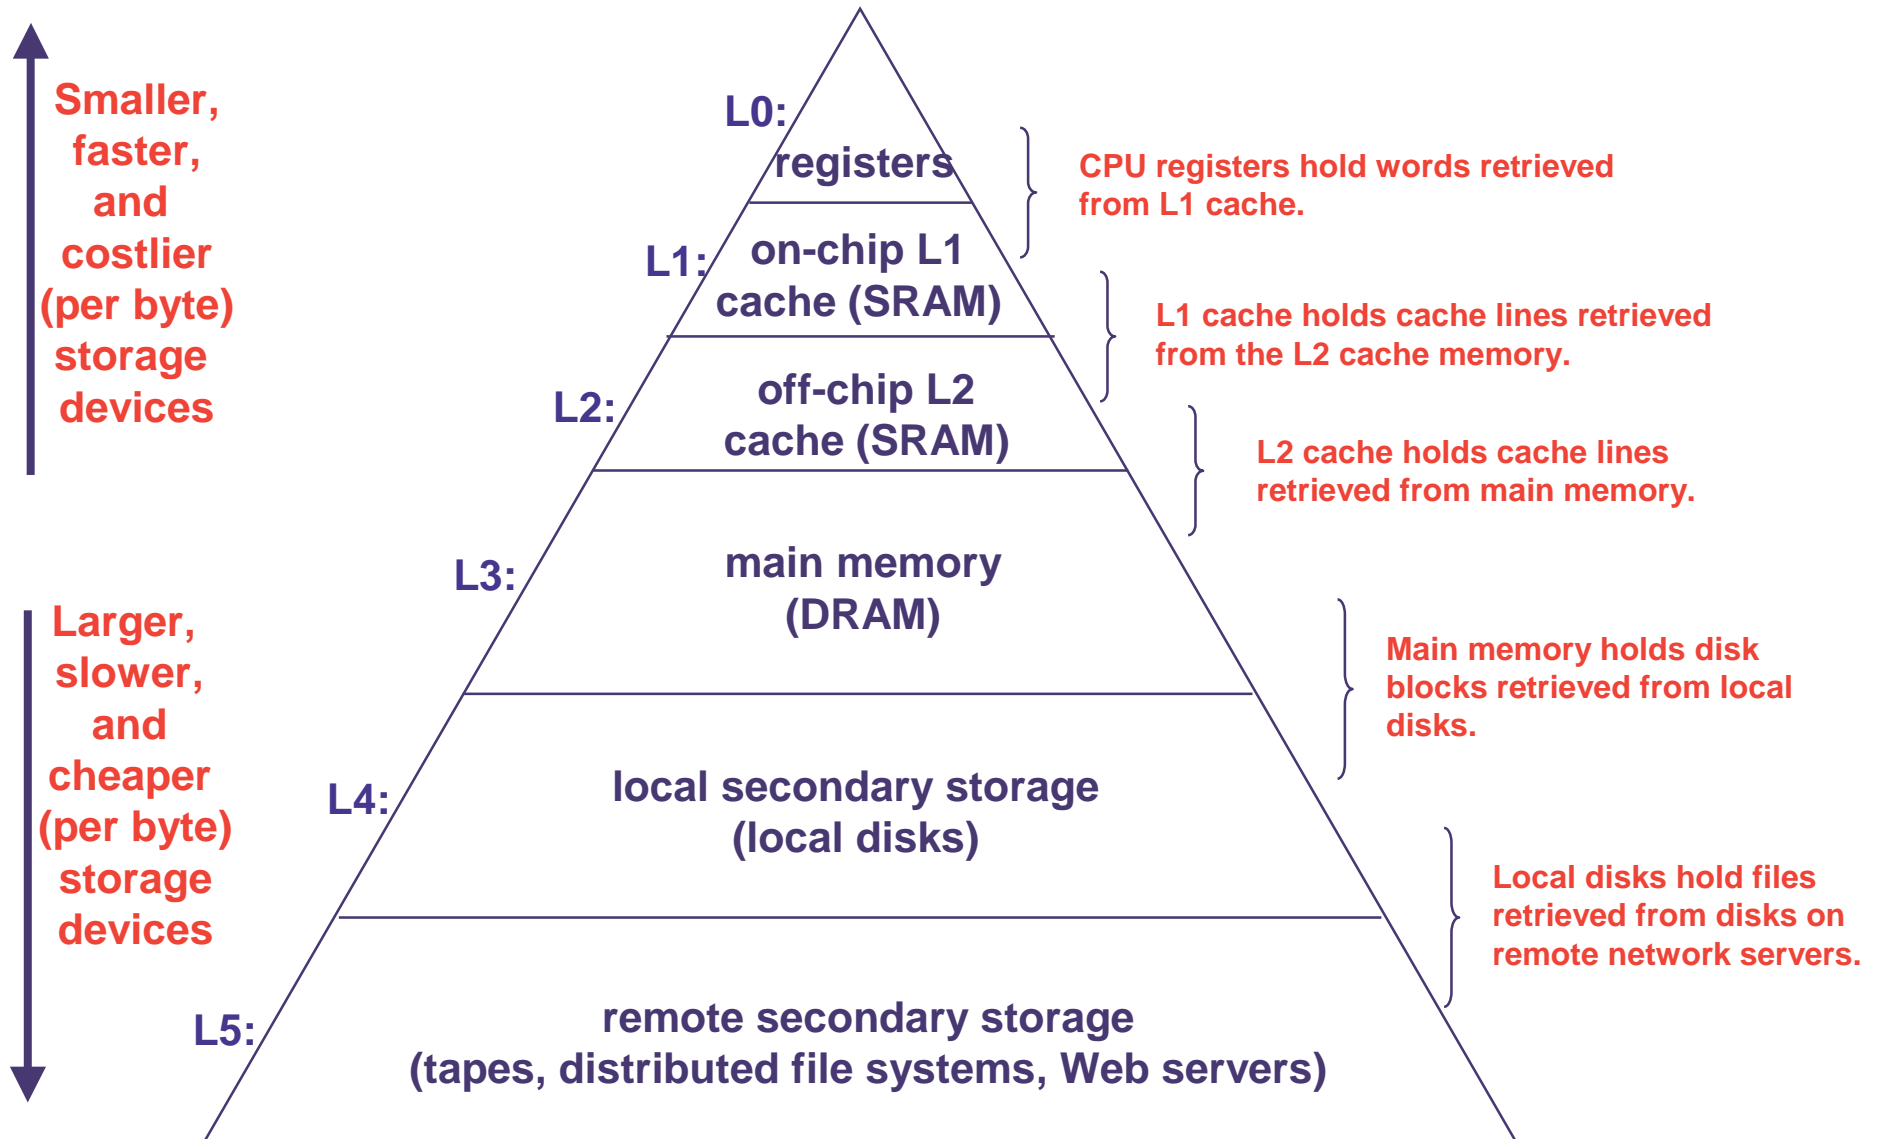 Smaller,
faster,
and
costlier
(per byte)
storage
devices
Larger,
slower,
and
cheaper
(per byte)
storage
devices
L0:
registers
CPU registers hold words retrieved
from L1 cache.
L1:
on-chip L1
cache (SRAM)
L1 cache holds cache lines retrieved
from the L2 cache memory.
L2:
off-chip L2
cache (SRAM)
L2 cache holds cache lines
retrieved from main memory.
L3:
main memory
(DRAM)
Main memory holds disk
blocks retrieved from local
disks.
L4:
local secondary storage
(local disks)
Local disks hold files
retrieved from disks on
remote network servers.
L5:
remote secondary storage
(tapes, distributed file systems, Web servers)